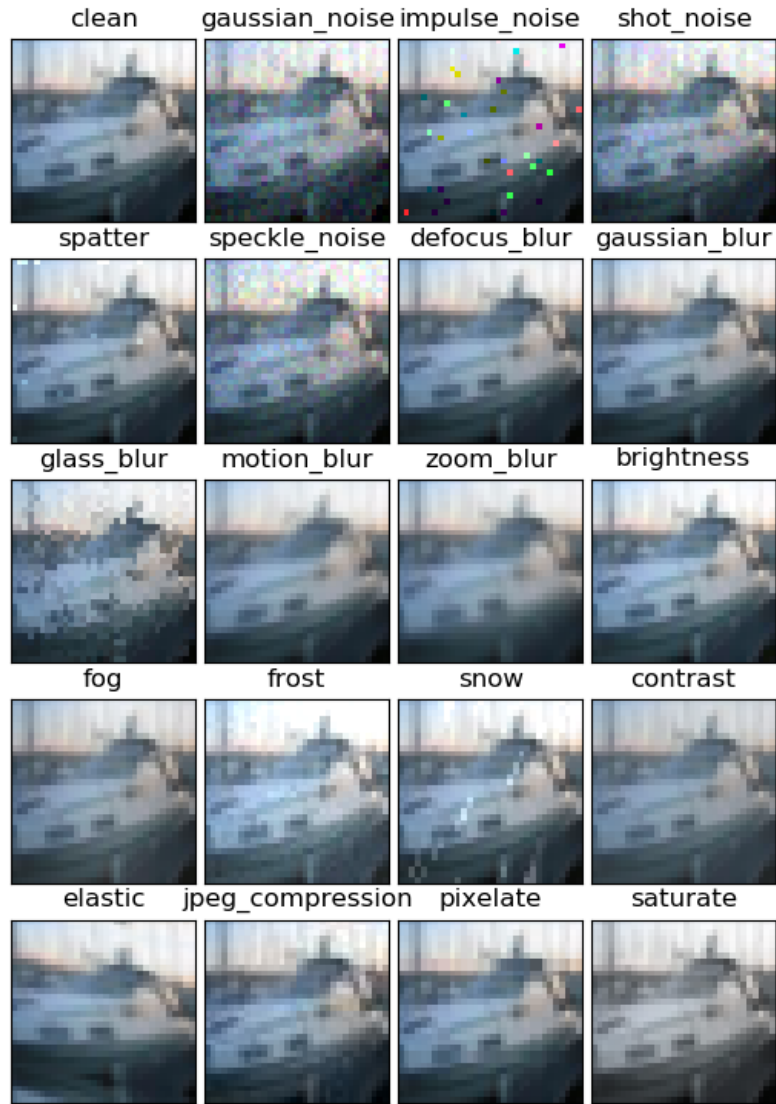 clean gaussian_noise impulse_noise shot_noise
spatter speckle_noise defocus_blur gaussian_blur
glass_blur motion_blur zoom_blur brightness
fog frost snow contrast
elastic jpeg_compression pixelate saturate